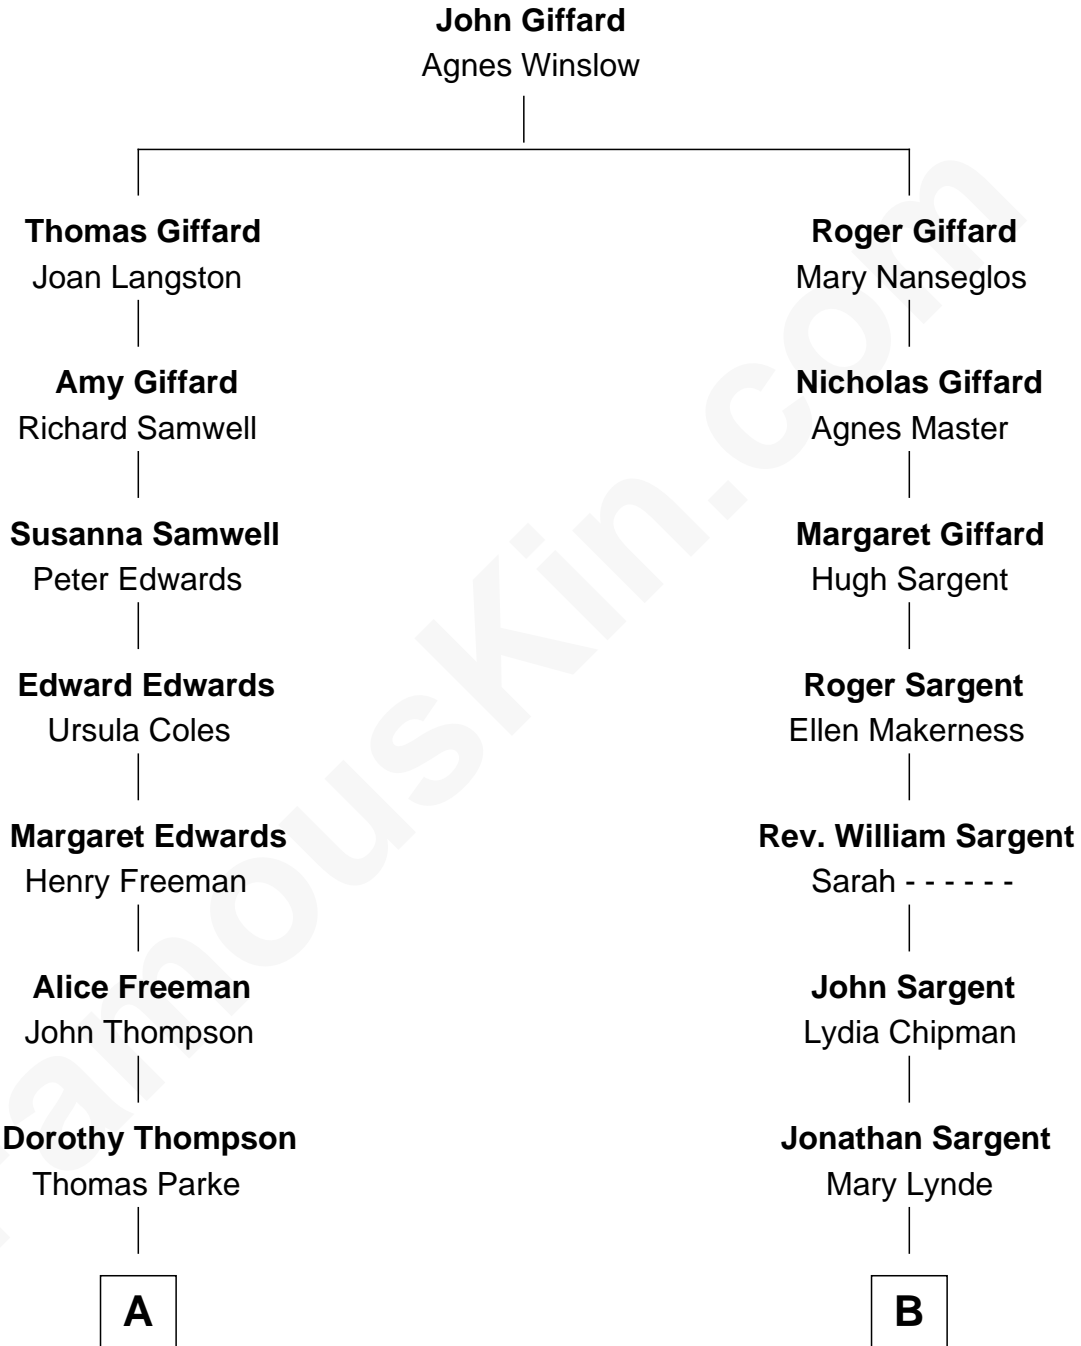 John Giffard
Agnes Winslow
Thomas Giffard
Joan Langston
Roger Giffard
Mary Nanseglos
Amy Giffard
Richard Samwell
Nicholas Giffard
Agnes Master
Susanna Samwell
Peter Edwards
Margaret Giffard
Hugh Sargent
Edward Edwards
Ursula Coles
Roger Sargent
Ellen Makerness
Margaret Edwards
Henry Freeman
Rev. William Sargent
Sarah - - - - - -
Alice Freeman
John Thompson
John Sargent
Lydia Chipman
Dorothy Thompson
Thomas Parke
Jonathan Sargent
Mary Lynde
A
B
FamousKin.com